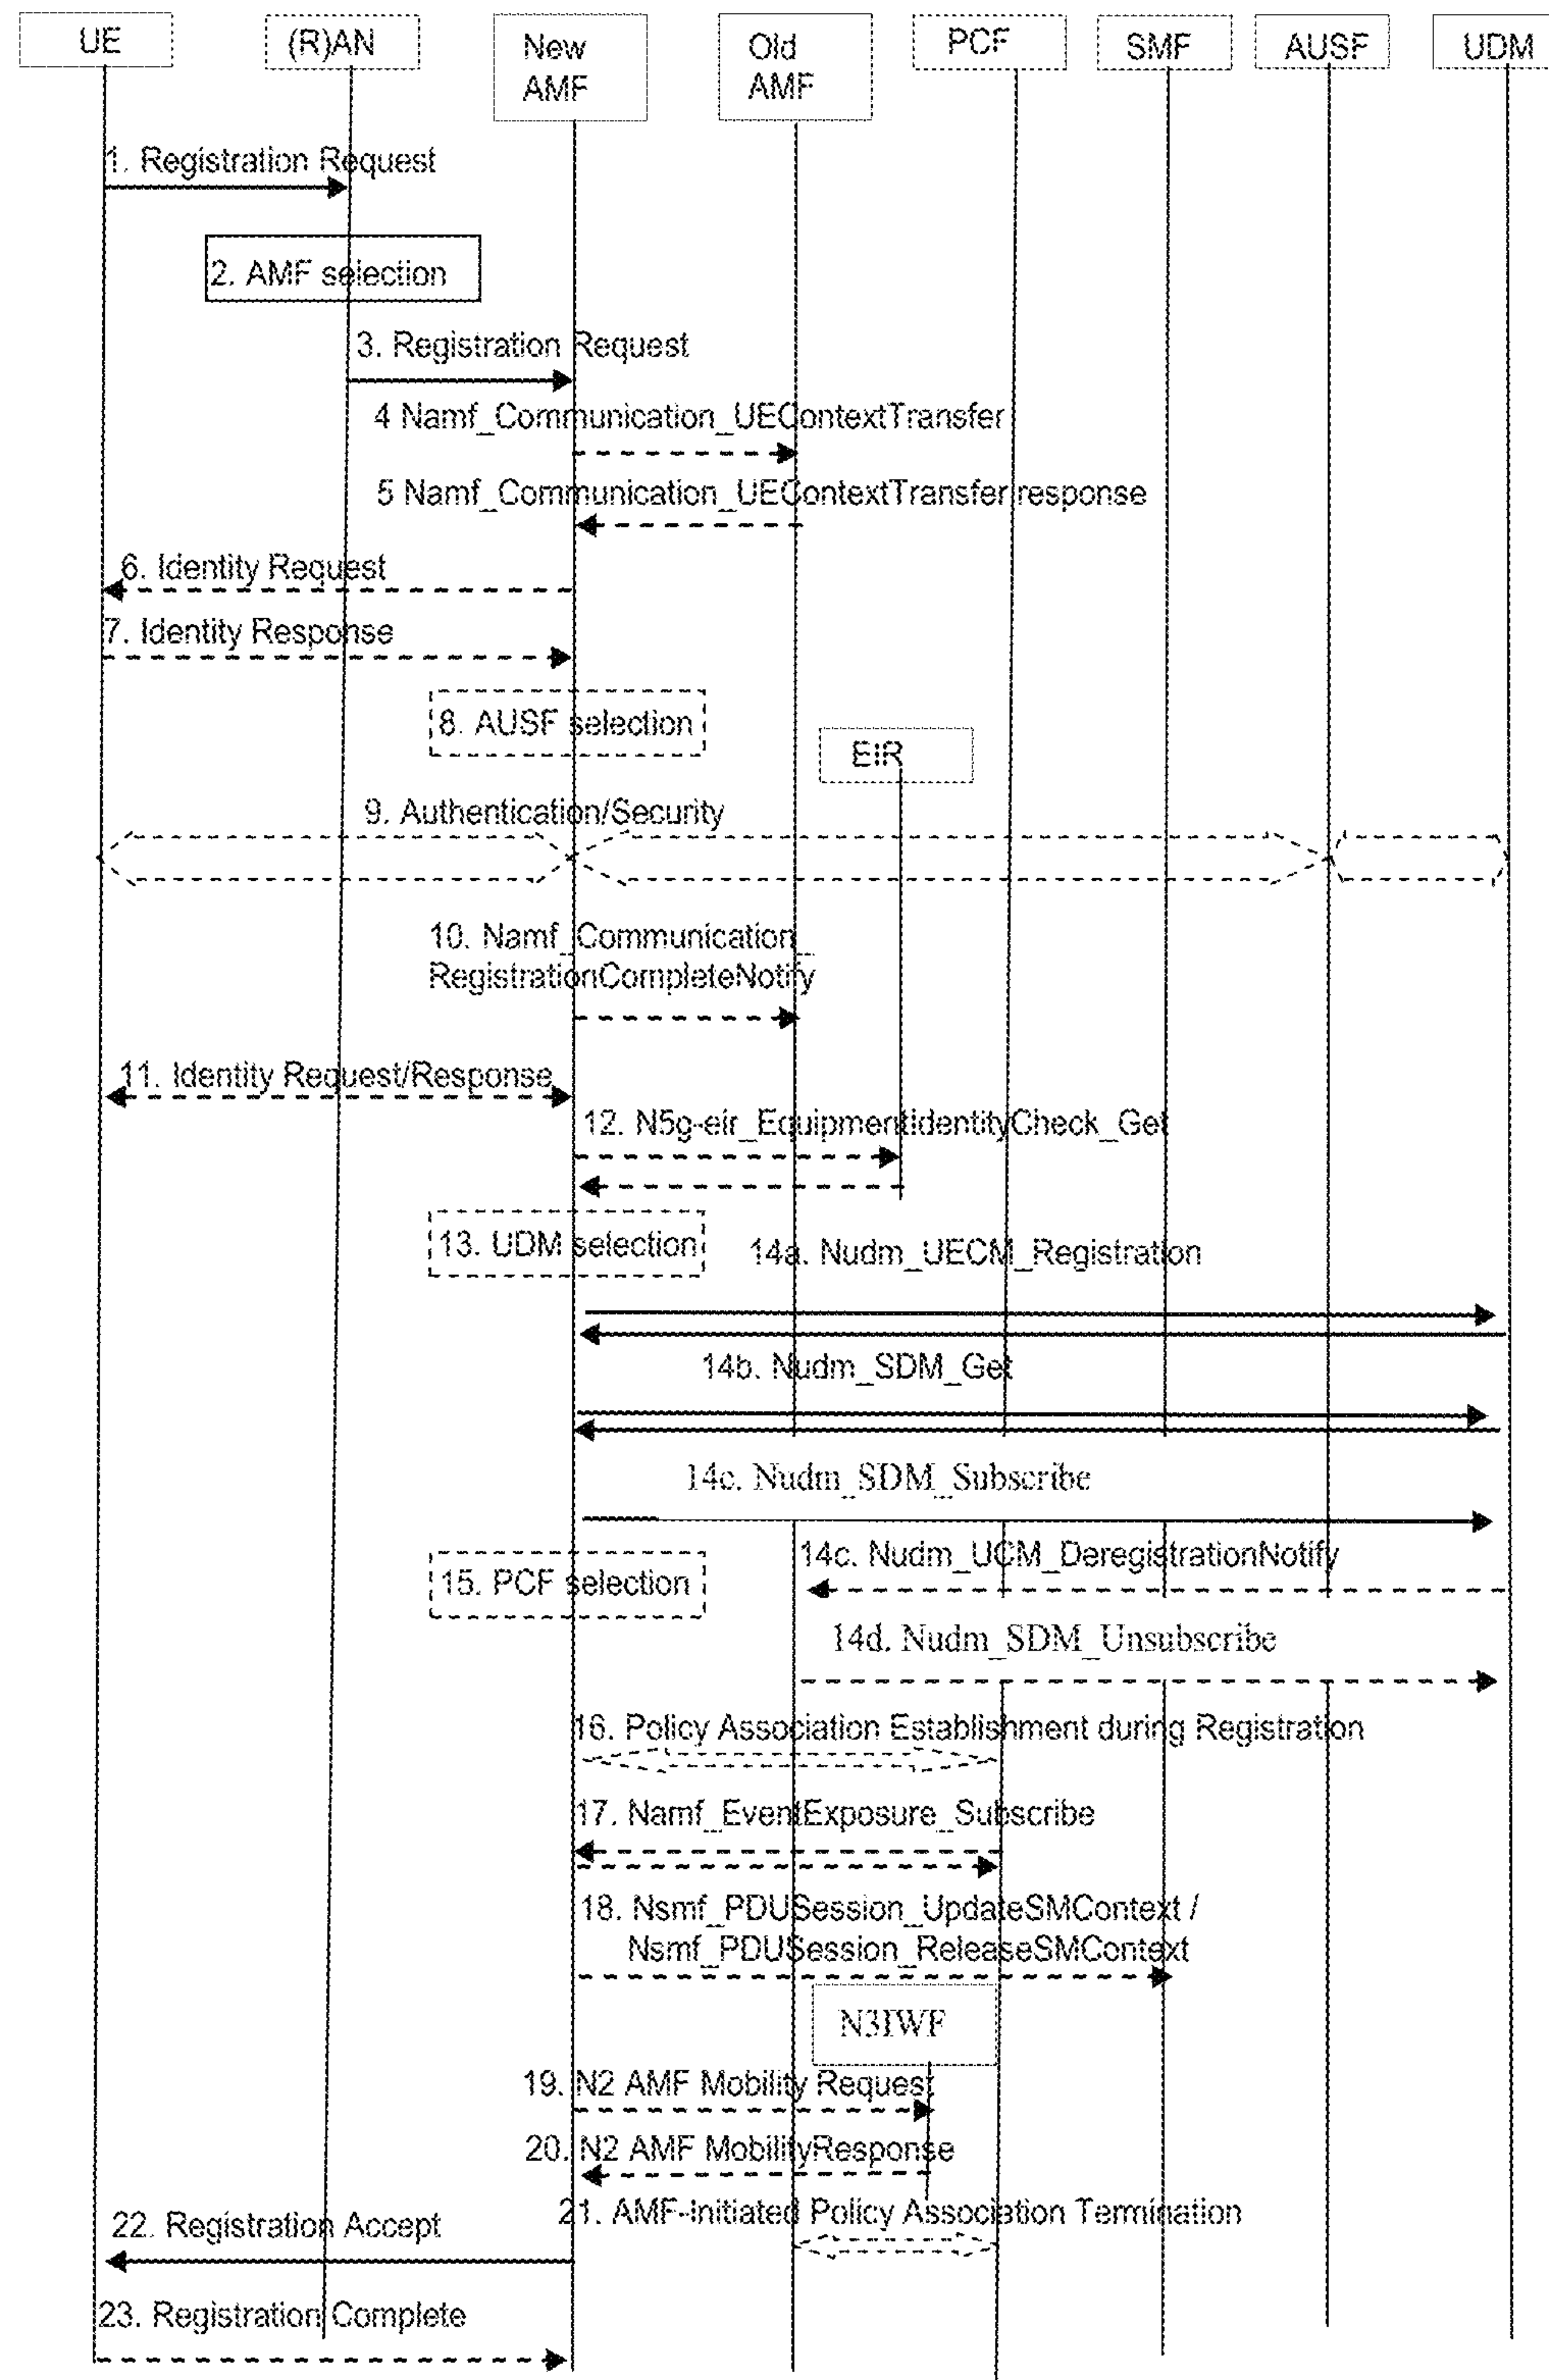 UE
(R)AN
New
AMF
Old
AMF
PCF
SMF
AUSF
UDM
1. Registration Request
2. AMF selection
3. Registration Request
4 Namf_Communication_UEContextTransfer
5 Namf_Communication_UEContextTransfer response
6. Identity Request
7. Identity Response
8. AUSF selection
EIR
9. Authentication/Security
10. Namf_Communication_
RegistrationCompleteNotify
11. Identity Request/Response
12. N5g-eir_EquipmentIdentityCheck_Get
13. UDM selection
14a. Nudm_UECM_Registration
14b. Nudm_SDM_Get
14c. Nudm_SDM_Subscribe
14c. Nudm_UCM_DeregistrationNotify
15. PCF selection
14d. Nudm_SDM_Unsubscribe
16. Policy Association Establishment during Registration
17. Namf_EventExposure_Subscribe
18. Nsmf_PDUSession_UpdateSMContext /
Nsmf_PDUSession_ReleaseSMContext
N3IWF
19. N2 AMF Mobility Request
20. N2 AMF MobilityResponse
21. AMF-Initiated Policy Association Termination
22. Registration Accept
23. Registration Complete